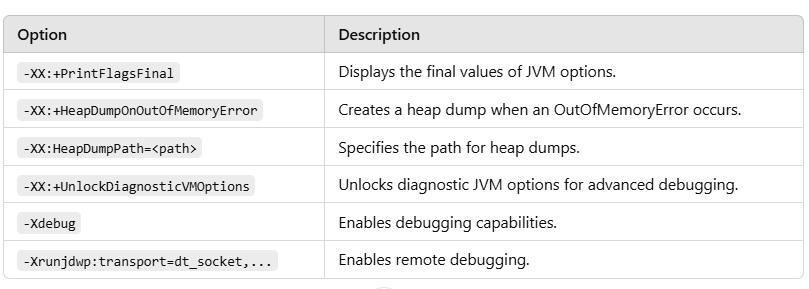 Option Description
-XX:+PrintFlagsFinal Displays the final values of JVM options.
-XX:+HeapDumpOnOutOfMemoryError Creates a heap dump when an OutOfMemoryError occurs.
-XX:HeapDumpPath=<path> Specifies the path for heap dumps.
-XX:+UnlockDiagnosticVMOptions Unlocks diagnostic JVM options for advanced debugging.
-Xdebug Enables debugging capabilities.
-Xrunjdwp:transport=dt_socket,... Enables remote debugging.